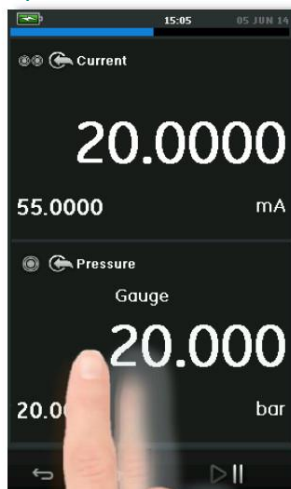 15:05 05 JUN 14
Current
20.0000
55.0000 mA
Pressure
Gauge
20.000
bar